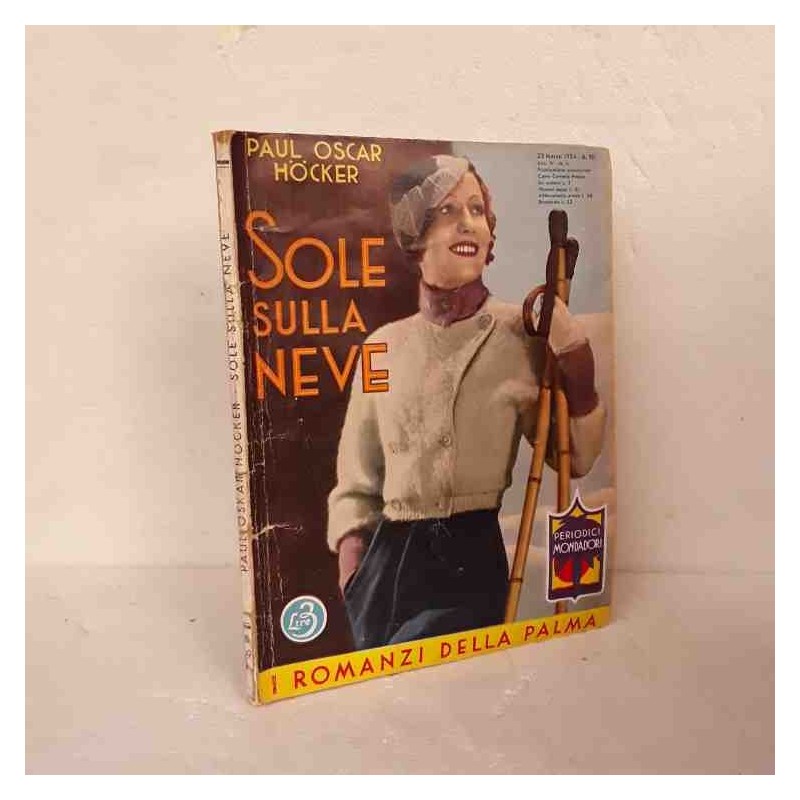 PAUL OSCAR
HÖCKER
SOLE
SULLA
NEVE
PERIODICI
MONDADORI
Lire 3
I ROMANZI DELLA PALMA
PAUL OSKAR HÖCKER - SOLE SULLA NEVE